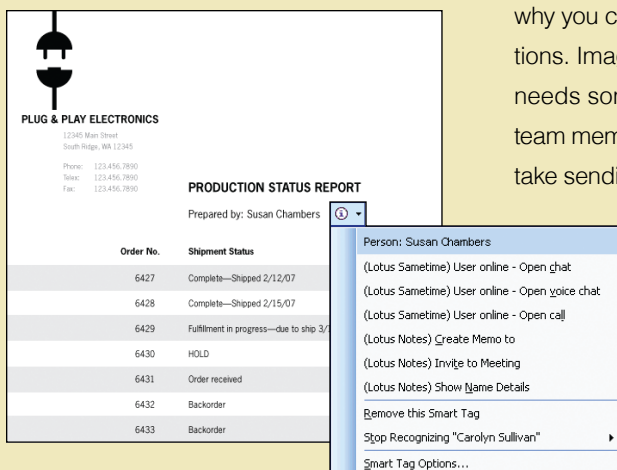 why you c
tions. Ima
needs so
team mem
take sendi
PLUG & PLAY ELECTRONICS
12345 Main Street
South Ridge, WA 12345
Phone: 123.456.7890
Telex: 123.456.7890
Fax: 123.456.7890
PRODUCTION STATUS REPORT
Prepared by: Susan Chambers
Order No. Shipment Status
6427 Complete—Shipped 2/12/07
6428 Complete—Shipped 2/15/07
6429 Fulfillment in progress—due to ship 3/
6430 HOLD
6431 Order received
6432 Backorder
6433 Backorder
Person: Susan Chambers
(Lotus Sametime) User online - Open chat
(Lotus Sametime) User online - Open voice chat
(Lotus Sametime) User online - Open call
(Lotus Notes) Create Memo to
(Lotus Notes) Invite to Meeting
(Lotus Notes) Show Name Details
Remove this Smart Tag
Stop Recognizing "Carolyn Sullivan"
Smart Tag Options...